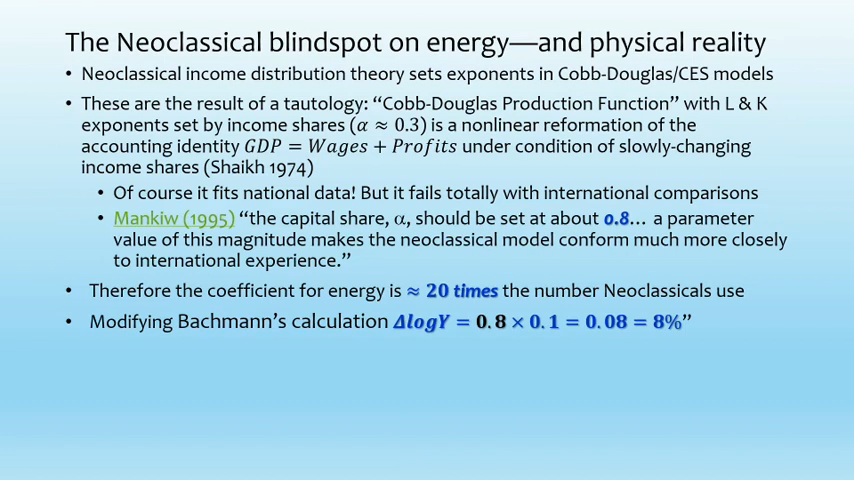 The Neoclassical blindspot on energy—and physical reality
• Neoclassical income distribution theory sets exponents in Cobb-Douglas/CES models
• These are the result of a tautology: “Cobb-Douglas Production Function” with L & K
exponents set by income shares (α ≈ 0.3) is a nonlinear reformation of the
accounting identity GDP = Wages + Profits under condition of slowly-changing
income shares (Shaikh 1974)
• Of course it fits national data! But it fails totally with international comparisons
• Mankiw (1995) “the capital share, α, should be set at about 0.8… a parameter
value of this magnitude makes the neoclassical model conform much more closely
to international experience.”
• Therefore the coefficient for energy is ≈ 20 times the number Neoclassicals use
• Modifying Bachmann’s calculation ΔlogY = 0.8 × 0.1 = 0.08 = 8%”